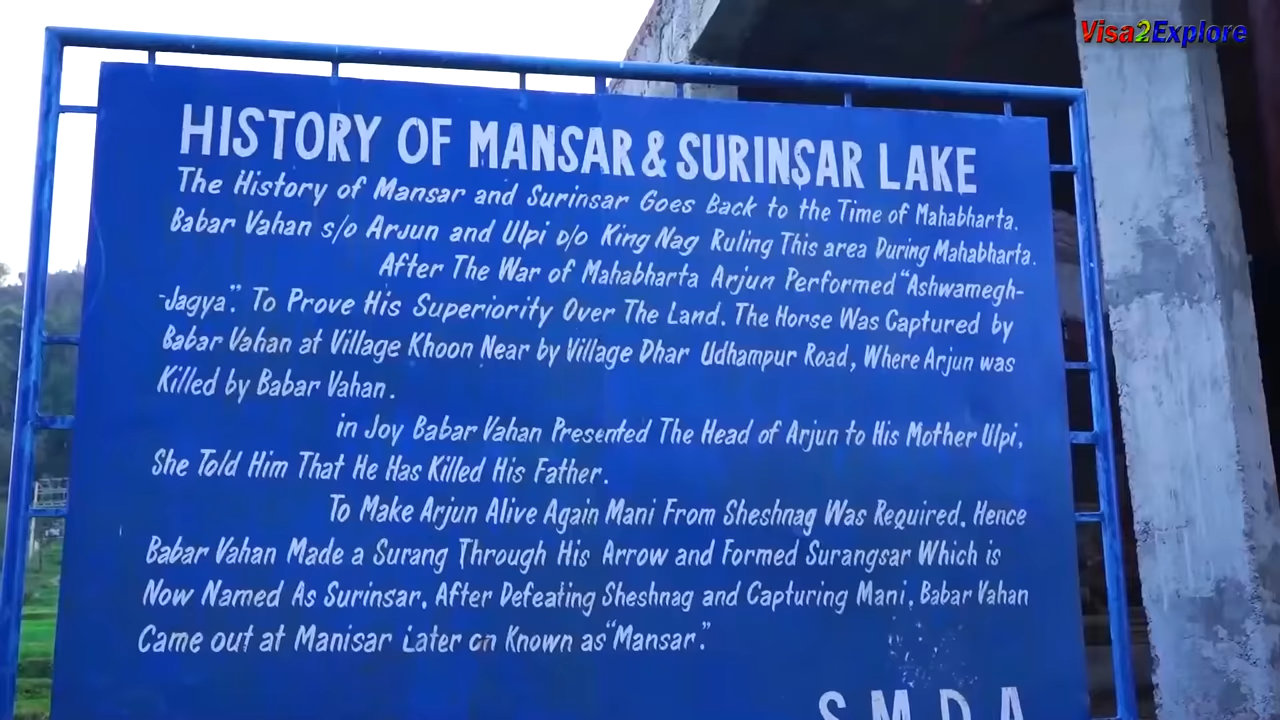 Visa2Explore
HISTORY OF MANSAR & SURINSAR LAKE
The History of Mansar and Surinsar Goes Back to the Time of Mahabharta.
Babar Vahan s/o Arjun and Ulpi D/o King Nag Ruling This area During Mahabharta.
After The War of Mahabharta Arjun Performed "Ashwamegh-
-Jagya". To Prove His Superiority Over The Land. The Horse Was Captured by
Babar Vahan at Village Khoon Near by Village Dhar Udhampur Road, Where Arjun was
Killed by Babar Vahan.
in Joy Babar Vahan Presented The Head of Arjun to His Mother Ulpi,
She Told Him That He Has Killed His Father.
To Make Arjun Alive Again Mani From Sheshnag Was Required. Hence
Babar Vahan Made a Surang Through His Arrow and Formed Surangsar Which is
Now Named As Surinsar. After Defeating Sheshnag and Capturing Mani. Babar Vahan
Came out at Manisar Later on Known as "Mansar."
S M D A